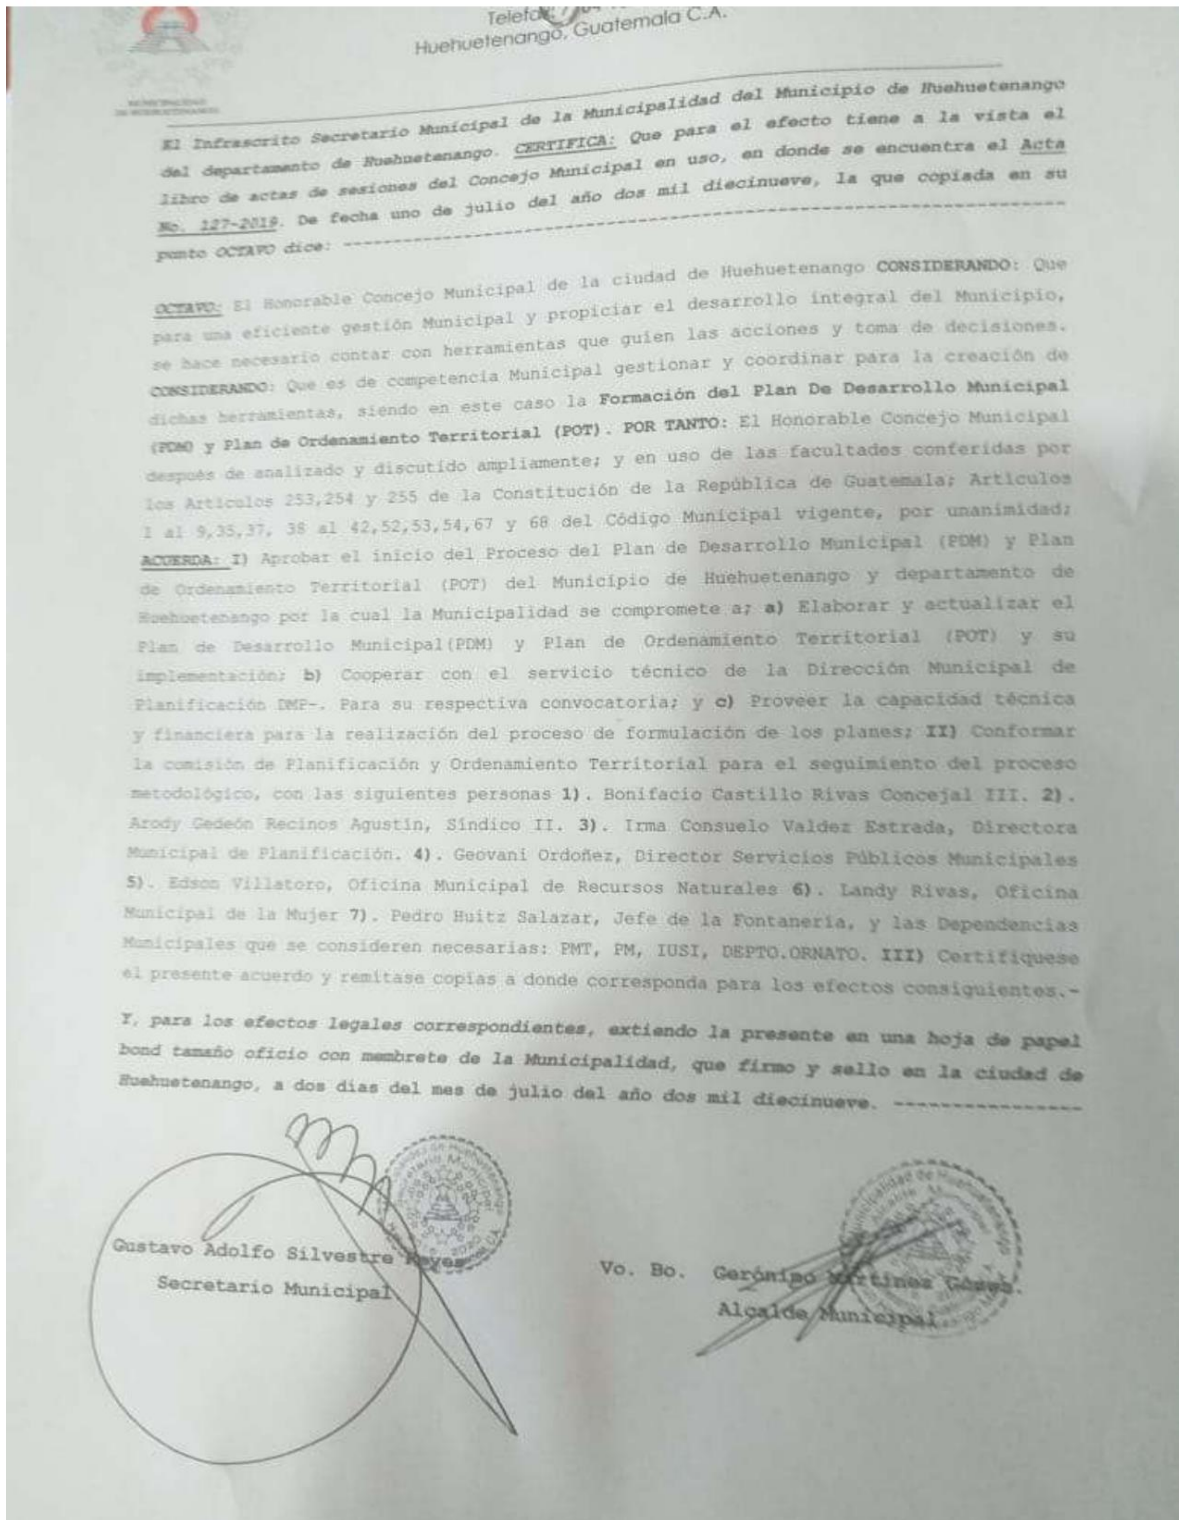 Huehuetenango, Guatemala C.A.
MUNICIPALIDAD
DE HUEHUETENANGO
El Infrascrito Secretario Municipal de la Municipalidad del Municipio de Huehuetenango
del departamento de Huehuetenango. CERTIFICA: Que para el efecto tiene a la vista el
libro de actas de sesiones del Concejo Municipal en uso, en donde se encuentra el Acta
No. 127-2019. De fecha uno de julio del año dos mil diecinueve, la que copiada en su
punto OCTAVO dice: ------------------------------------------------------------
OCTAVO: El Honorable Concejo Municipal de la ciudad de Huehuetenango CONSIDERANDO: Que
para una eficiente gestión Municipal y propiciar el desarrollo integral del Municipio,
se hace necesario contar con herramientas que guien las acciones y toma de decisiones.
CONSIDERANDO: Que es de competencia Municipal gestionar y coordinar para la creación de
dichas herramientas, siendo en este caso la Formación del Plan De Desarrollo Municipal
(PDM) y Plan de Ordenamiento Territorial (POT). POR TANTO: El Honorable Concejo Municipal
después de analizado y discutido ampliamente; y en uso de las facultades conferidas por
los Artículos 253,254 y 255 de la Constitución de la República de Guatemala; Artículos
1 al 9,35,37, 38 al 42,52,53,54,67 y 68 del Código Municipal vigente, por unanimidad;
ACUERDA: I) Aprobar el inicio del Proceso del Plan de Desarrollo Municipal (PDM) y Plan
de Ordenamiento Territorial (POT) del Municipio de Huehuetenango y departamento de
Huehuetenango por la cual la Municipalidad se compromete a; a) Elaborar y actualizar el
Plan de Desarrollo Municipal(PDM) y Plan de Ordenamiento Territorial (POT) y su
implementación; b) Cooperar con el servicio técnico de la Dirección Municipal de
Planificación DMP-. Para su respectiva convocatoria; y c) Proveer la capacidad técnica
y financiera para la realización del proceso de formulación de los planes; II) Conformar
la comisión de Planificación y Ordenamiento Territorial para el seguimiento del proceso
metodológico, con las siguientes personas 1). Bonifacio Castillo Rivas Concejal III. 2).
Arody Gedeón Recinos Agustín, Síndico II. 3). Irma Consuelo Valdez Estrada, Directora
Municipal de Planificación. 4). Geovani Ordoñez, Director Servicios Públicos Municipales
5). Edson Villatoro, Oficina Municipal de Recursos Naturales 6). Landy Rivas, Oficina
Municipal de la Mujer 7). Pedro Huitz Salazar, Jefe de la Fontanería, y las Dependencias
Municipales que se consideren necesarias: PMT, PM, IUSI, DEPTO.ORNATO. III) Certifíquese
el presente acuerdo y remítase copias a donde corresponda para los efectos consiguientes.-
Y, para los efectos legales correspondientes, extiendo la presente en una hoja de papel
bond tamaño oficio con membrete de la Municipalidad, que firmo y sello en la ciudad de
Huehuetenango, a dos días del mes de julio del año dos mil diecinueve. ----------------
Gustavo Adolfo Silvestre Reyes
Secretario Municipal
Vo. Bo. Gerónimo Martínez Gómez.
Alcalde Municipal